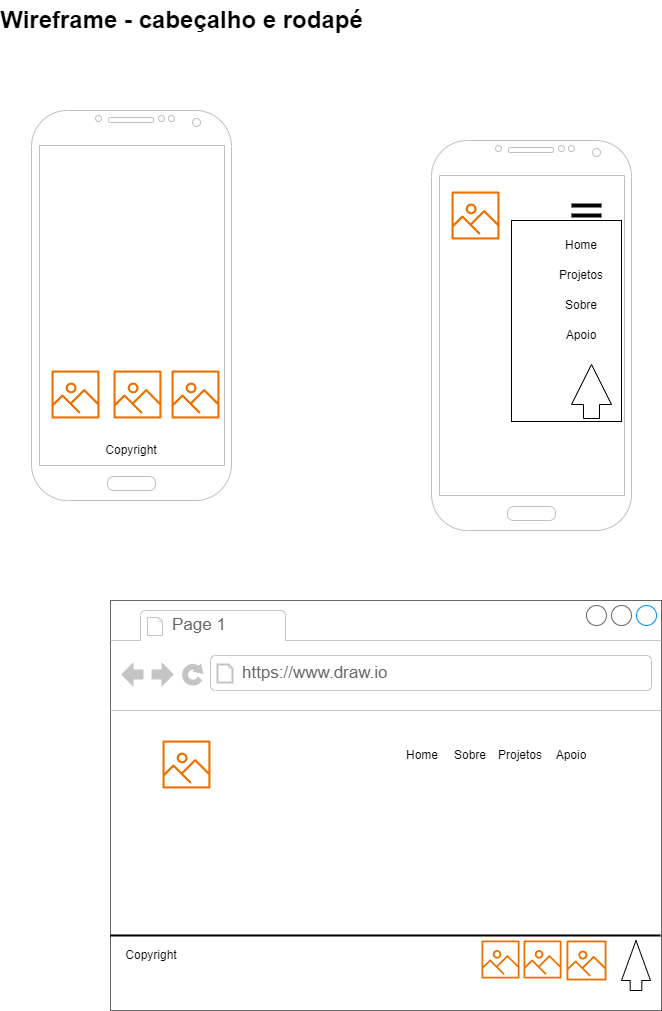 Wireframe - cabeçalho e rodapé
Home
Projetos
Sobre
Apoio
Copyright
Page 1
https://www.draw.io
Home Sobre Projetos Apoio
Copyright